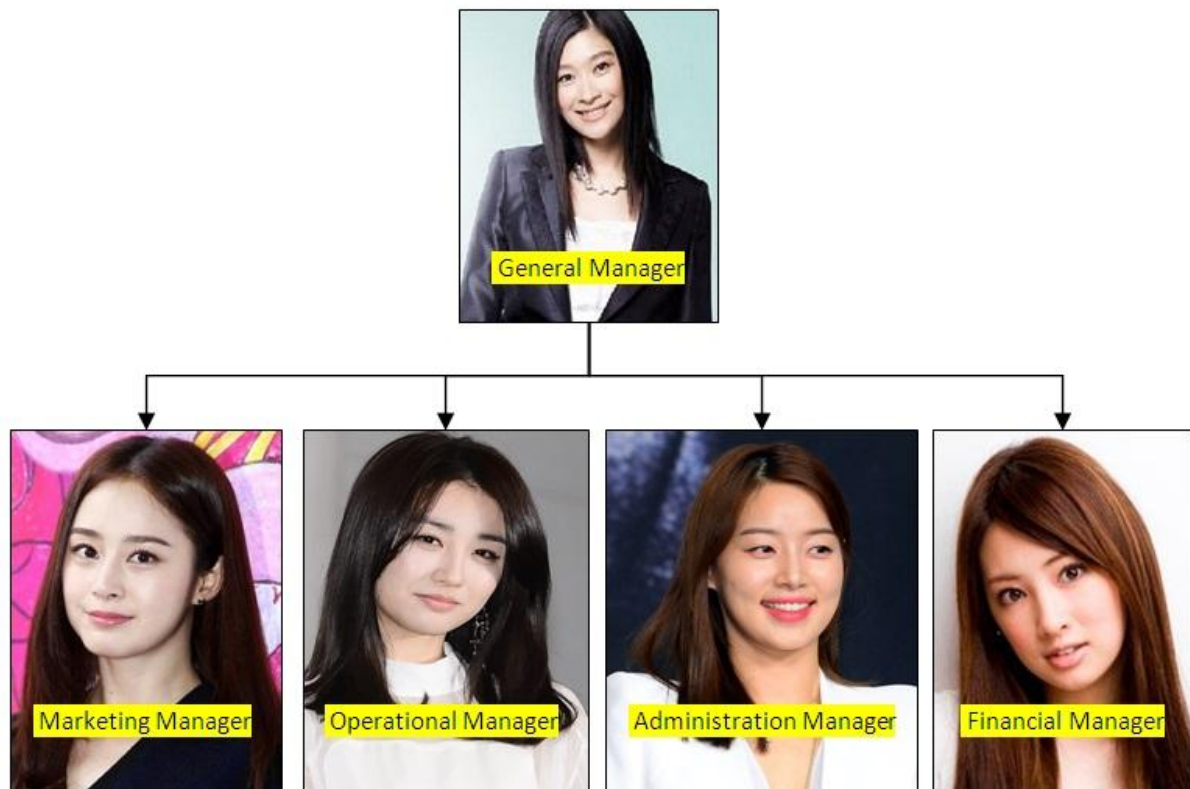 General Manager
Marketing Manager
Operational Manager
Administration Manager
Financial Manager